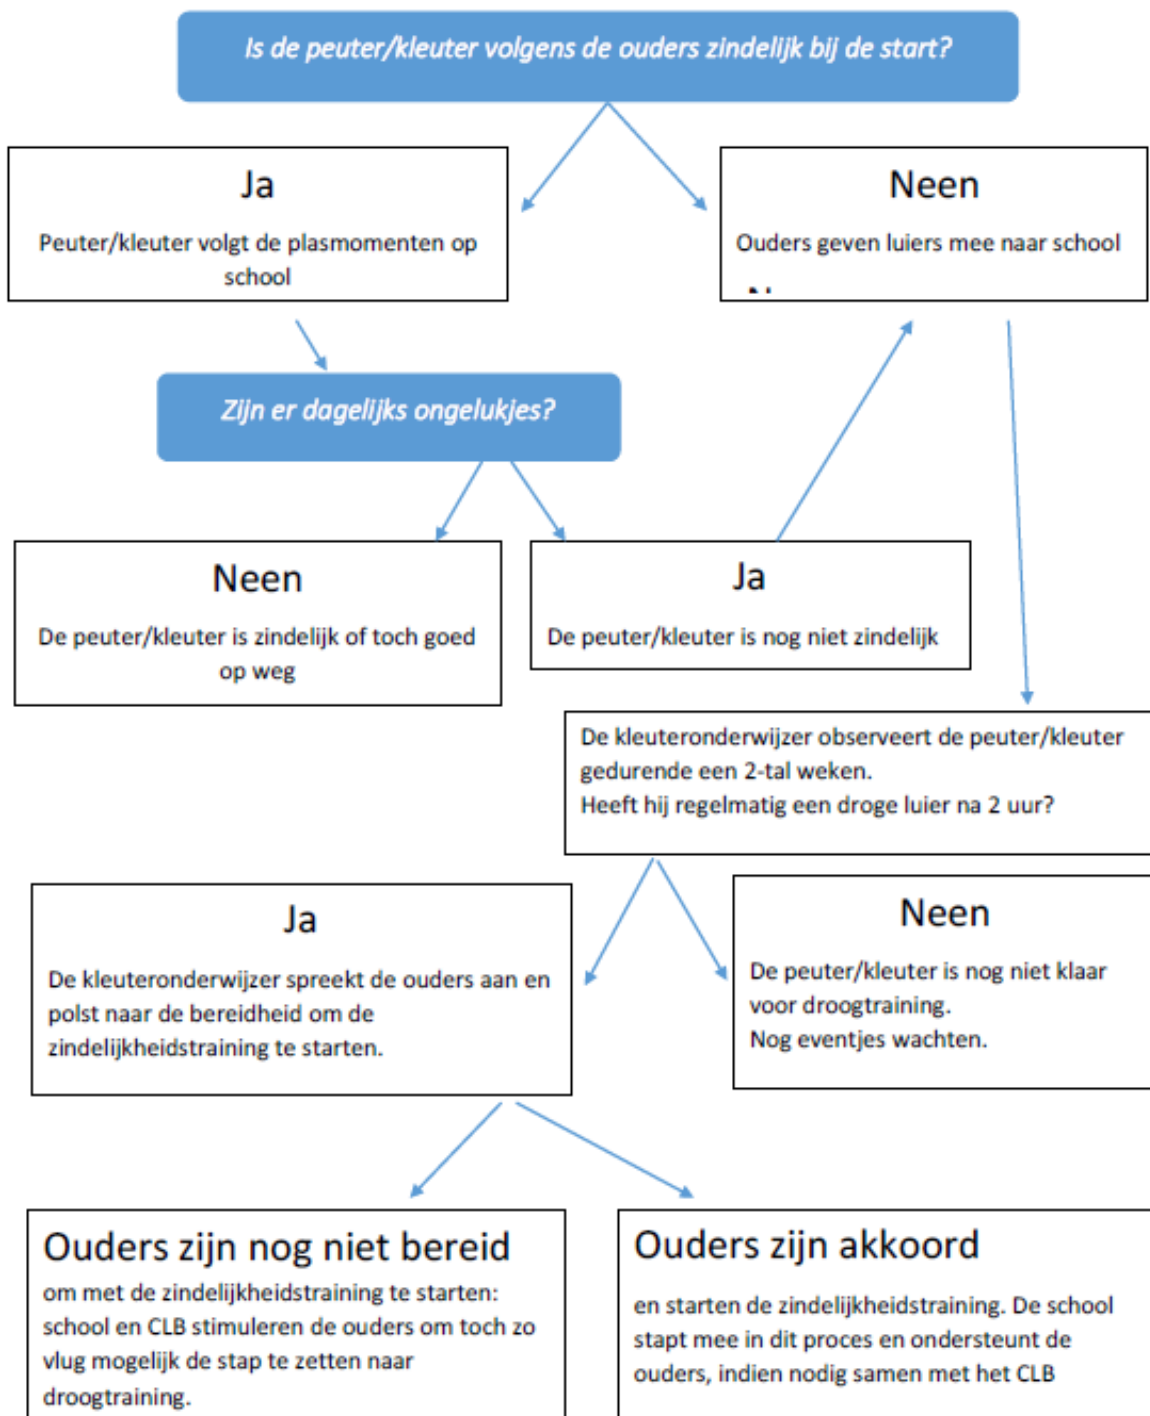 Is de peuter/kleuter volgens de ouders zindelijk bij de start?
Ja
Peuter/kleuter volgt de plasmomenten op
school
Neen
Ouders geven luiers mee naar school
Zijn er dagelijks ongelukjes?
Neen
De peuter/kleuter is zindelijk of toch goed
op weg
Ja
De peuter/kleuter is nog niet zindelijk
De kleuteronderwijzer observeert de peuter/kleuter
gedurende een 2-tal weken.
Heeft hij regelmatig een droge luier na 2 uur?
Ja
De kleuteronderwijzer spreekt de ouders aan en
polst naar de bereidheid om de
zindelijkheidstraining te starten.
Neen
De peuter/kleuter is nog niet klaar
voor droogtraining.
Nog eventjes wachten.
Ouders zijn nog niet bereid
om met de zindelijkheidstraining te starten:
school en CLB stimuleren de ouders om toch zo
vlug mogelijk de stap te zetten naar
droogtraining.
Ouders zijn akkoord
en starten de zindelijkheidstraining. De school
stapt mee in dit proces en ondersteunt de
ouders, indien nodig samen met het CLB